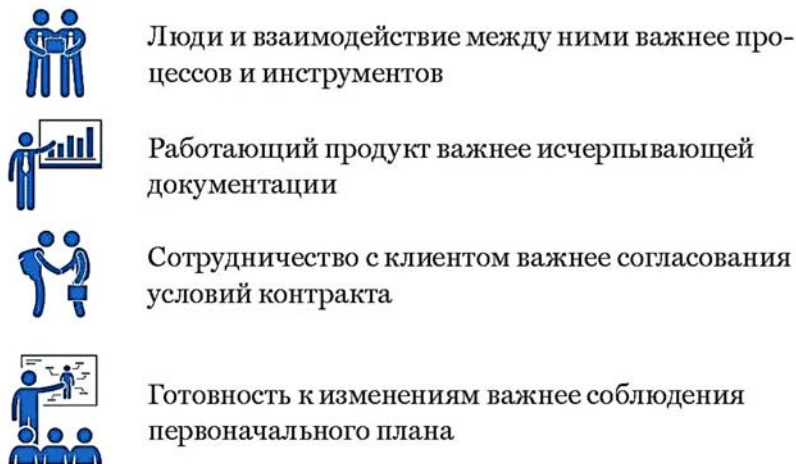 Люди и взаимодействие между ними важнее про-
цессов и инструментов
Работающий продукт важнее исчерпывающей
документации
Сотрудничество с клиентом важнее согласования
условий контракта
Готовность к изменениям важнее соблюдения
первоначального плана